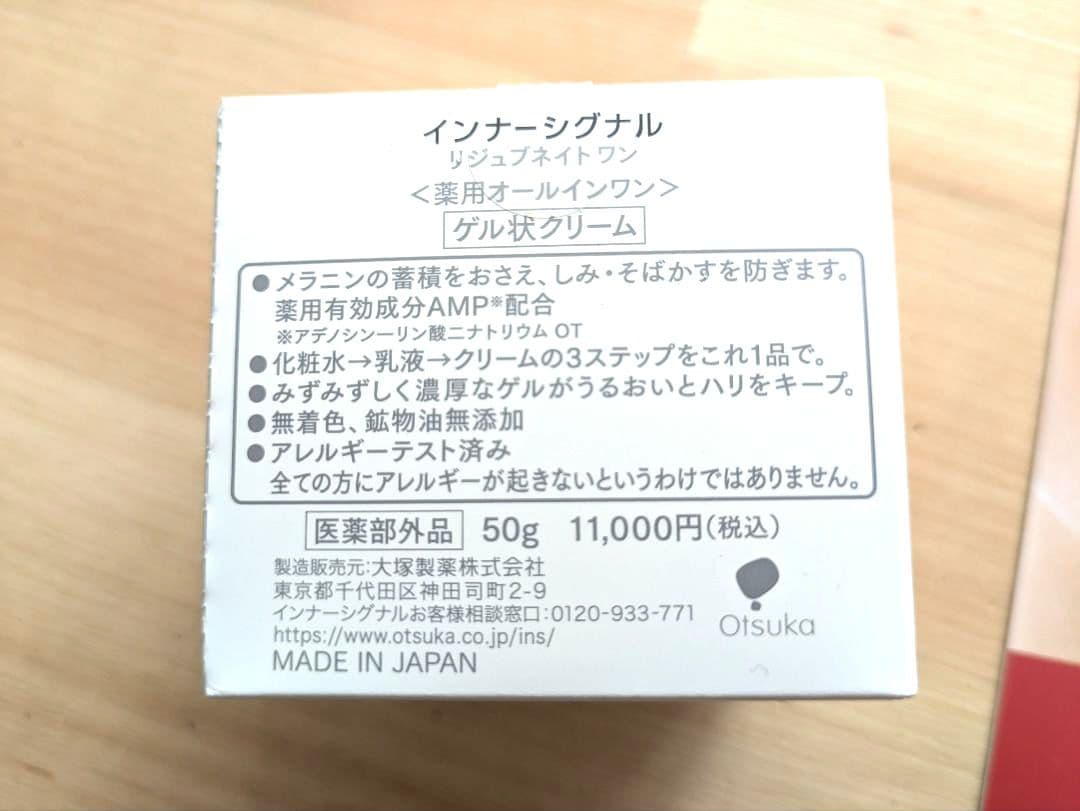 インナーシグナル
リジュブネイト ワン
＜薬用オールインワン＞
ゲル状クリーム
●メラニンの蓄積をおさえ、しみ・そばかすを防ぎます。
薬用有効成分AMP※配合
※アデノシン一リン酸二ナトリウム OT
●化粧水→乳液→クリームの3ステップをこれ1品で。
●みずみずしく濃厚なゲルがうるおいとハリをキープ。
●無着色、鉱物油無添加
●アレルギーテスト済み
全ての方にアレルギーが起きないというわけではありません。
医薬部外品 50g 11,000円(税込)
製造販売元:大塚製薬株式会社
東京都千代田区神田司町2-9
インナーシグナルお客様相談窓口:0120-933-771
https://www.otsuka.co.jp/ins/
MADE IN JAPAN
Otsuka